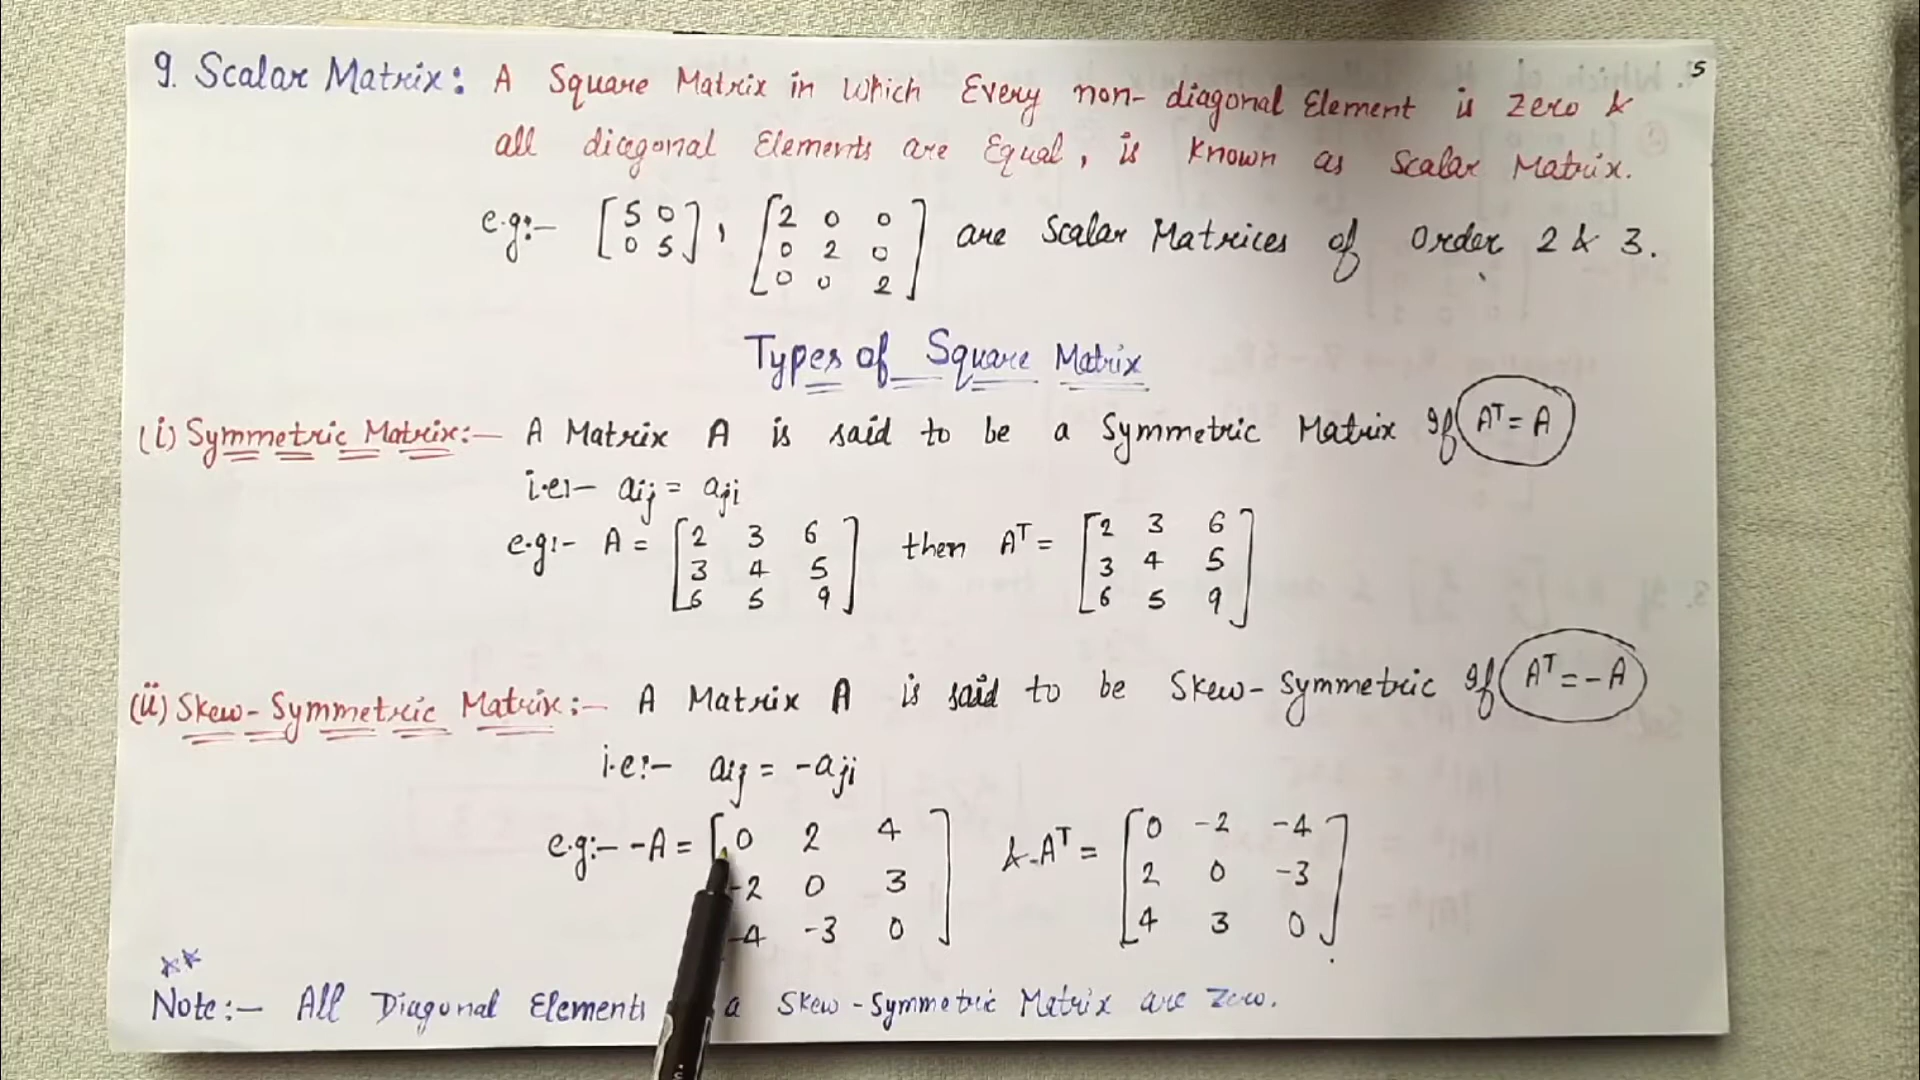 5
9. Scalar Matrix: A Square Matrix in which Every non-diagonal Element is Zero &
all diagonal Elements are Equal, is known as Scalar Matrix.
e.g:- [5 0 , [2 0 0 are Scalar Matrices of Order 2 & 3.
0 5] 0 2 0
0 0 2]
Types of Square Matrix
(i) Symmetric Matrix:- A Matrix A is said to be a Symmetric Matrix If Aᵀ = A
i.e:- aij = aji
e.g:- A = [2 3 6 then Aᵀ = [2 3 6
3 4 5 3 4 5
6 5 9] 6 5 9]
(ii) Skew-Symmetric Matrix:- A Matrix A is said to be Skew-Symmetric If Aᵀ = -A
i.e:- aij = -aji
e.g:- -A = [0 2 4 & -Aᵀ = [0 -2 -4
-2 0 3 2 0 -3
-4 -3 0] 4 3 0]
**
Note:- All Diagonal Elements a Skew-Symmetric Matrix are Zero.